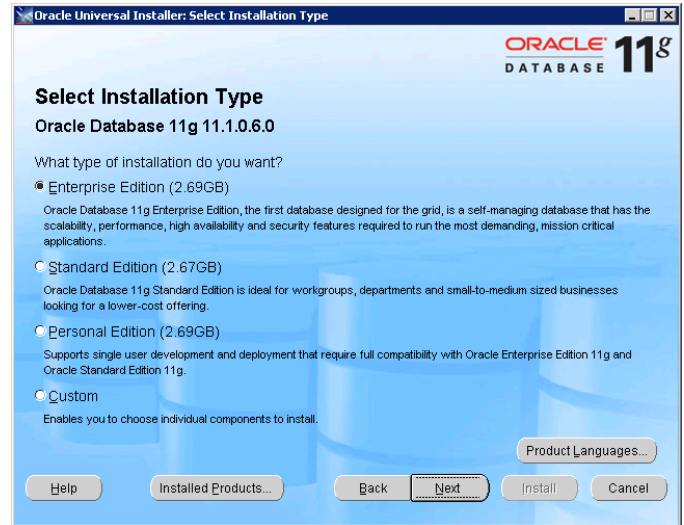 Oracle Universal Installer: Select Installation Type
ORACLE
DATABASE 11g
Select Installation Type
Oracle Database 11g 11.1.0.6.0
What type of installation do you want?
Enterprise Edition (2.69GB)
Oracle Database 11g Enterprise Edition, the first database designed for the grid, is a self-managing database that has the
scalability, performance, high availability and security features required to run the most demanding, mission critical
applications.
Standard Edition (2.67GB)
Oracle Database 11g Standard Edition is ideal for workgroups, departments and small-to-medium sized businesses
looking for a lower-cost offering.
Personal Edition (2.69GB)
Supports single user development and deployment that require full compatibility with Oracle Enterprise Edition 11g and
Oracle Standard Edition 11g.
Custom
Enables you to choose individual components to install.
Product Languages...
Help Installed Products... Back Next Install Cancel